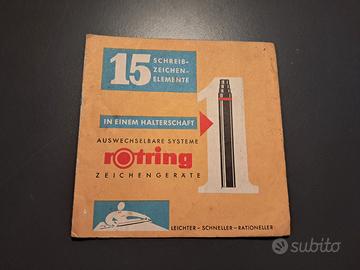 15 SCHREIB-
ZEICHEN-
ELEMENTE
IN EINEM HALTERSCHAFT
1
AUSWECHSELBARE SYSTEME
rotring
ZEICHENGERÄTE
LEICHTER – SCHNELLER – RATIONELLER
subito